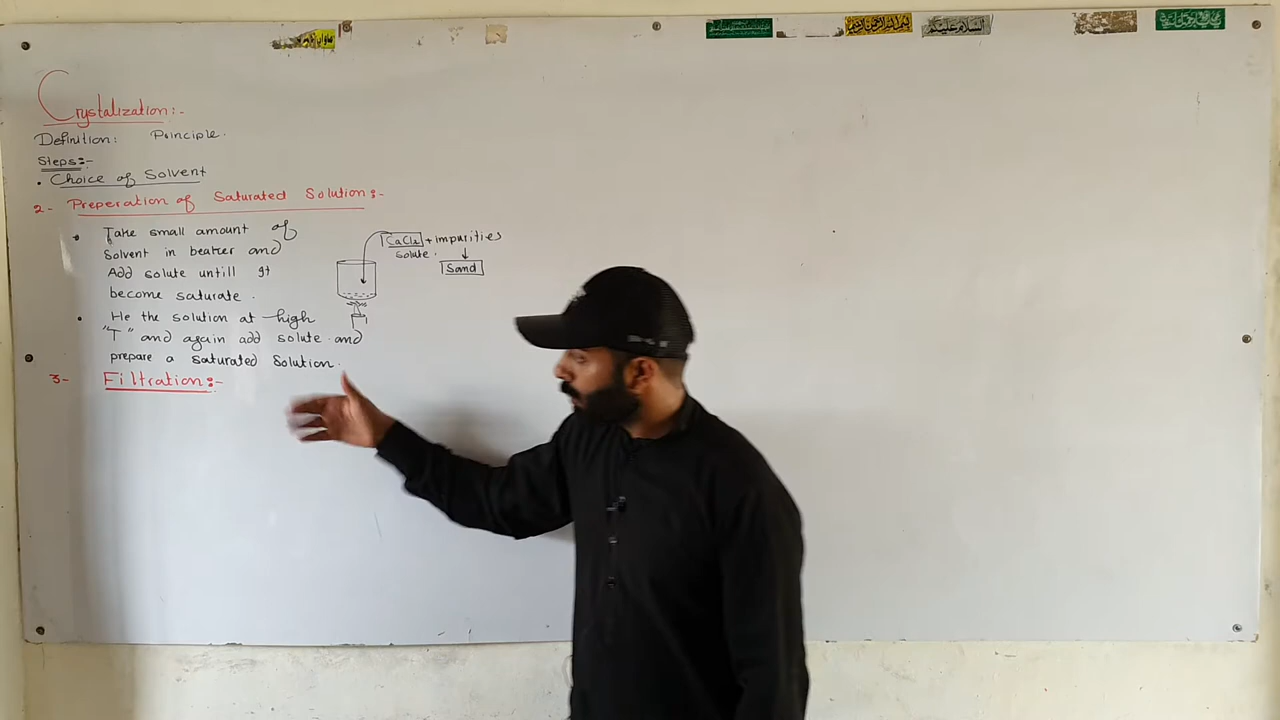 Crystalization:-
Definition: Principle.
Steps:-
• Choice of Solvent
2- Preperation of Saturated Solution:-
• Take small amount of
Solvent in beaker and
Add solute untill It
become saturate.
• He the solution at high
"T" and again add solute and
prepare a saturated Solution.
CaCl2 + impurities
solute.
Sand
3- Filtration:-
السلام علیکم